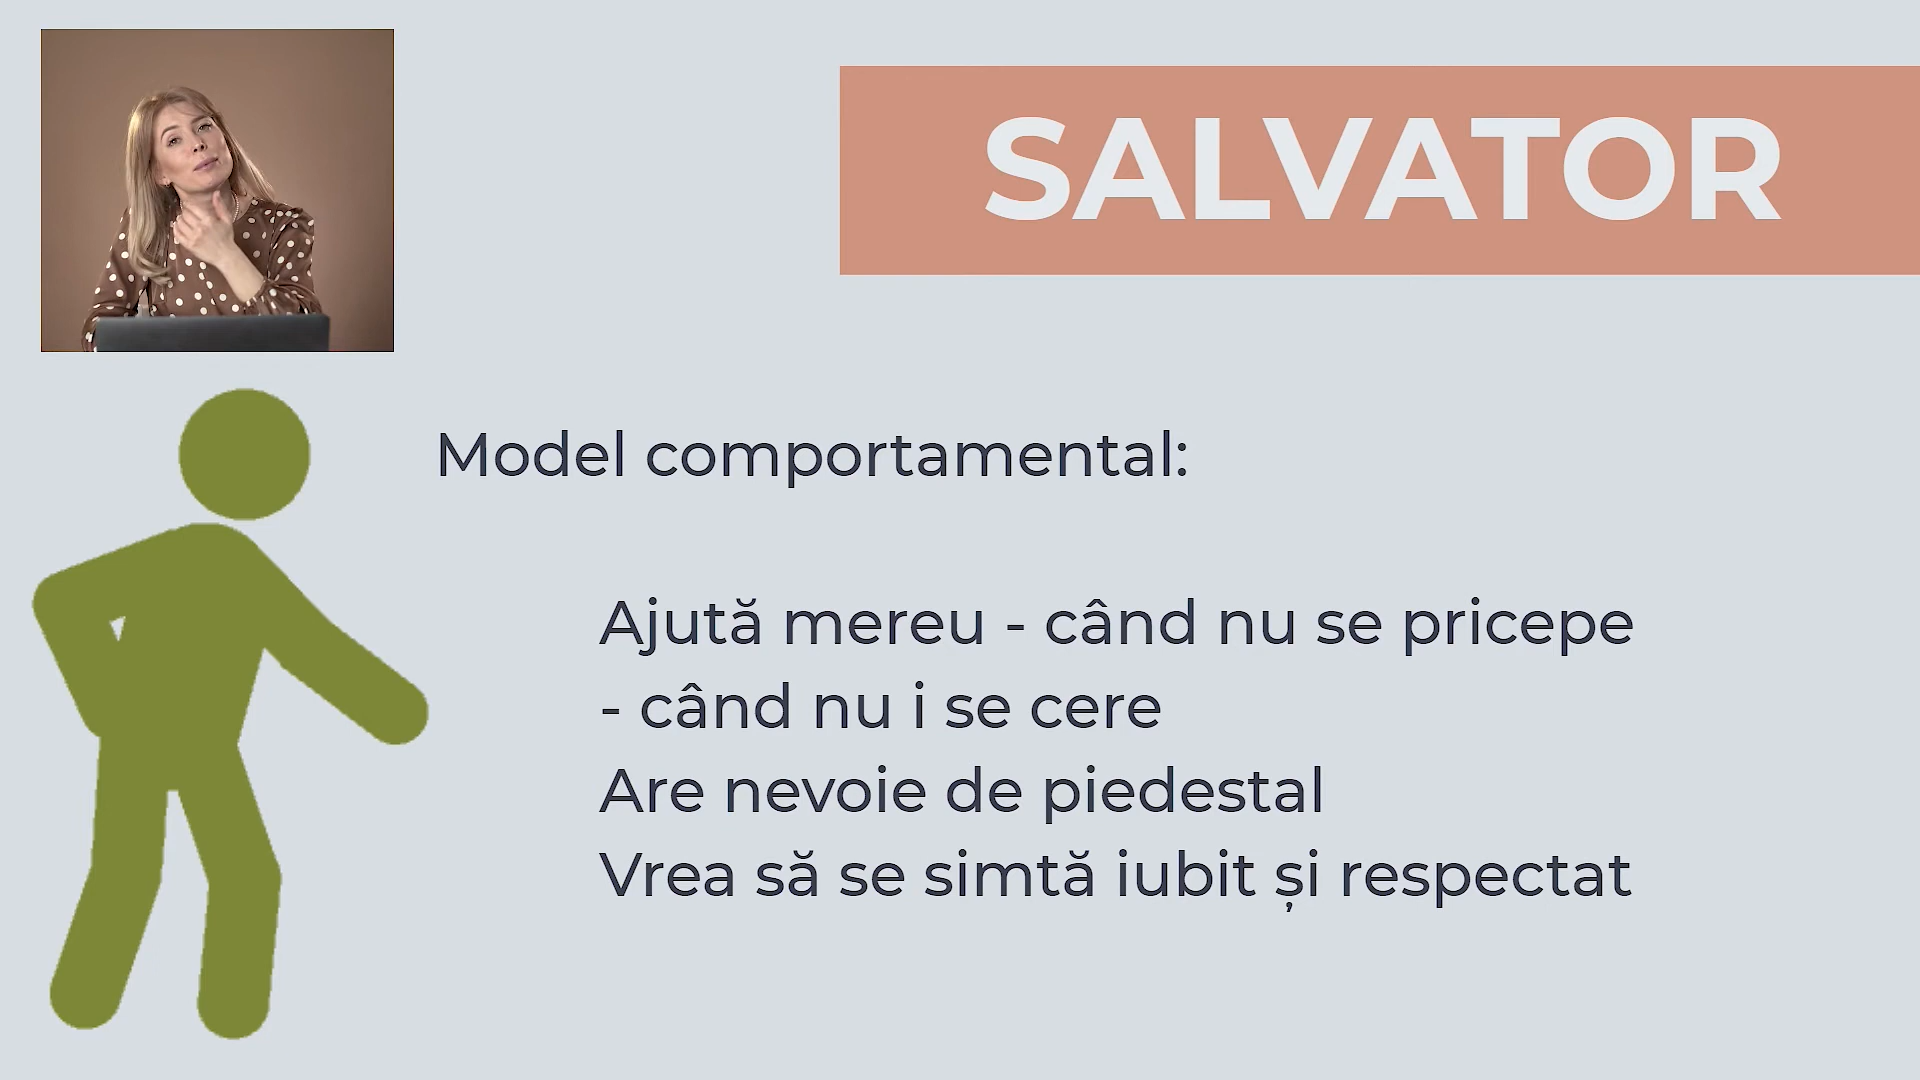 SALVATOR
Model comportamental:
Ajută mereu - când nu se pricepe
- când nu i se cere
Are nevoie de piedestal
Vrea să se simtă iubit și respectat